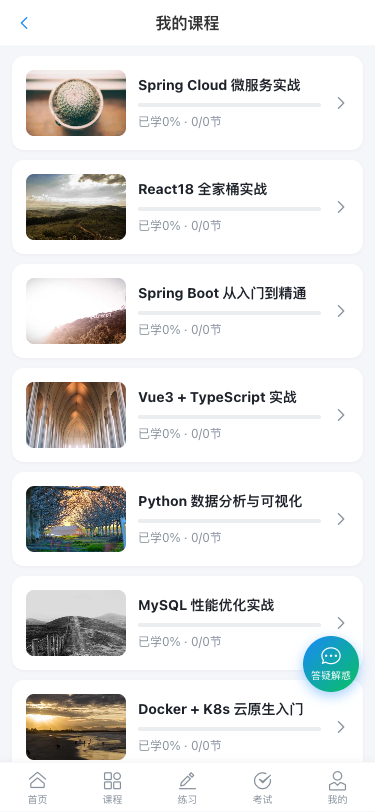 我的课程
Spring Cloud 微服务实战
已学0% · 0/0节
React18 全家桶实战
已学0% · 0/0节
Spring Boot 从入门到精通
已学0% · 0/0节
Vue3 + TypeScript 实战
已学0% · 0/0节
Python 数据分析与可视化
已学0% · 0/0节
MySQL 性能优化实战
已学0% · 0/0节
答疑解惑
Docker + K8s 云原生入门
已学0% · 0/0节
首页
课程
练习
考试
我的